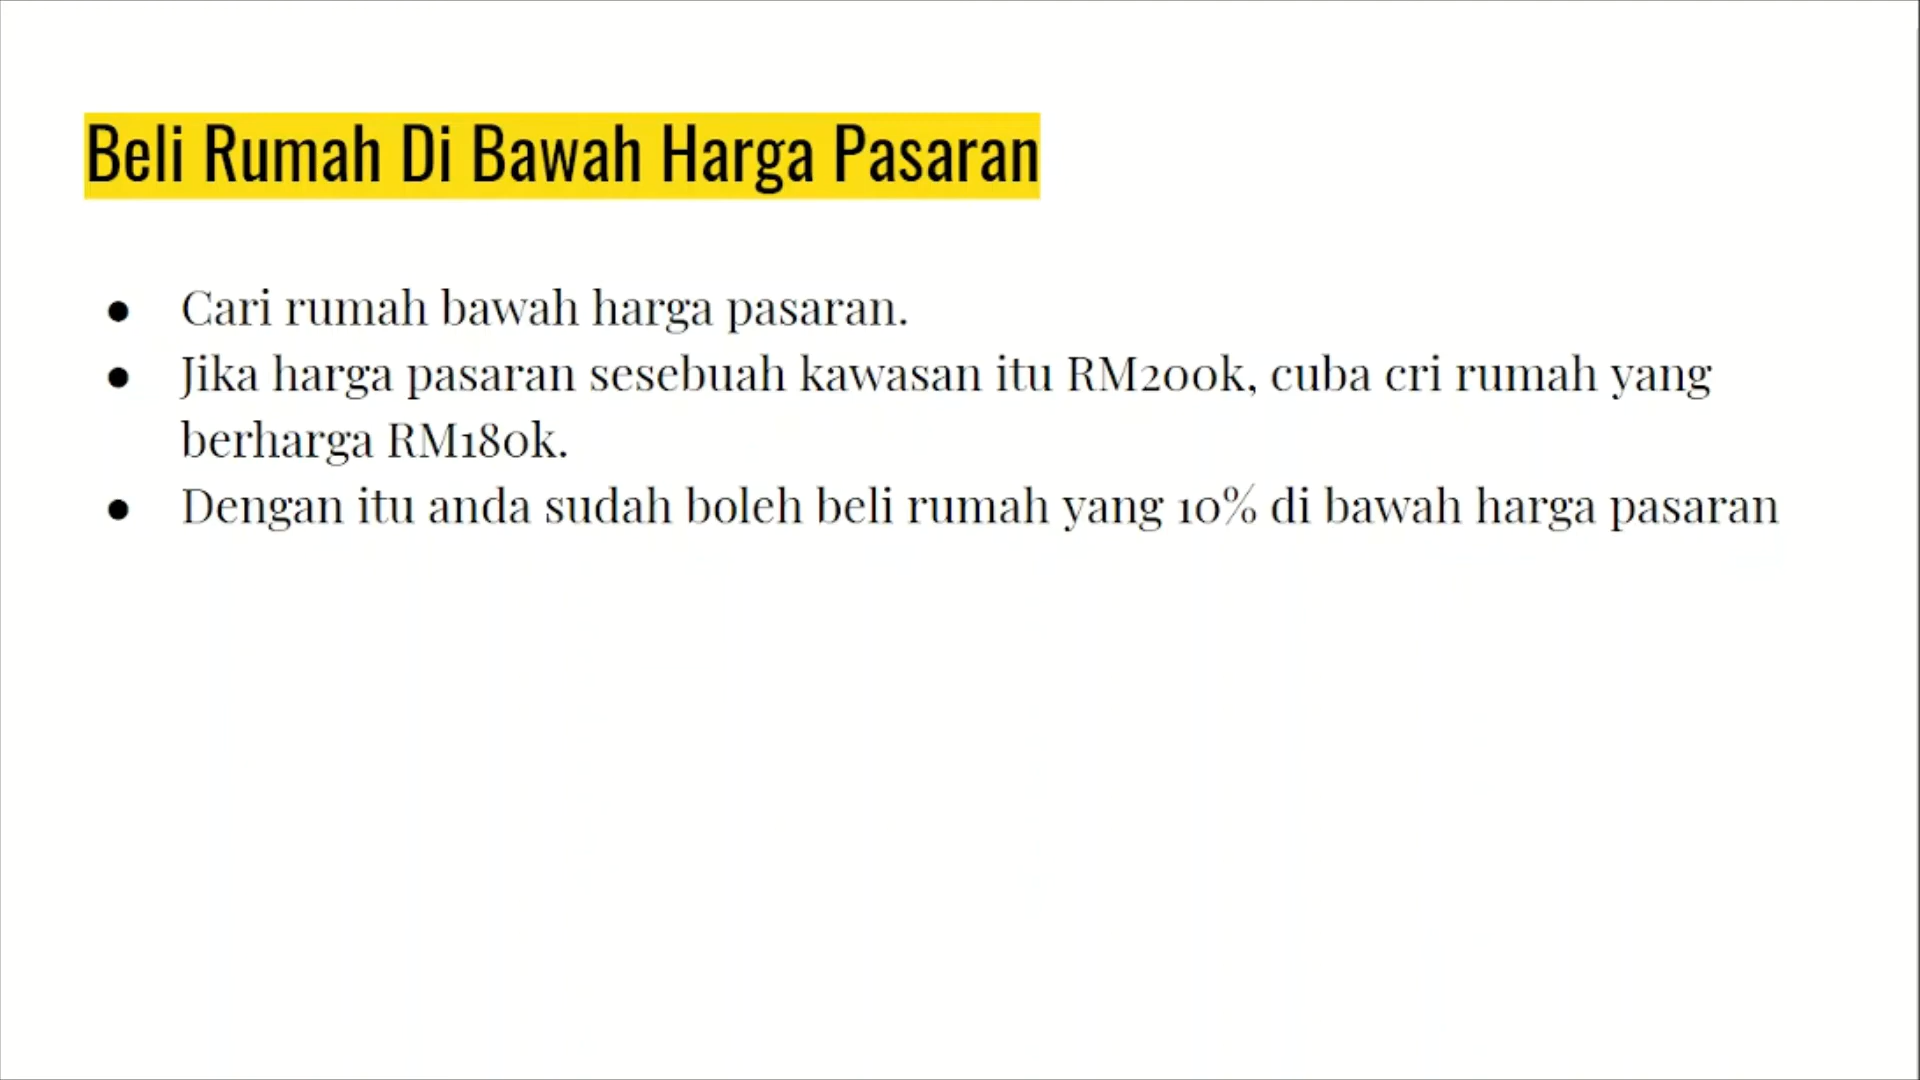 Beli Rumah Di Bawah Harga Pasaran
● Cari rumah bawah harga pasaran.
● Jika harga pasaran sesebuah kawasan itu RM200k, cuba cri rumah yang
berharga RM180k.
● Dengan itu anda sudah boleh beli rumah yang 10% di bawah harga pasaran